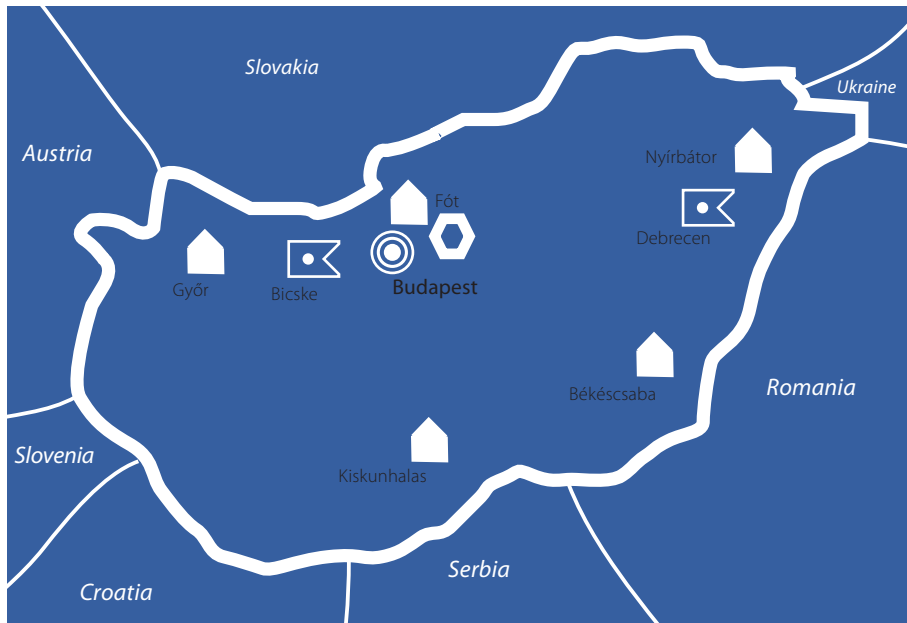 Slovakia
Ukraine
Austria
Nyírbátor
Fót
Debrecen
Győr
Bicske
Budapest
Békéscsaba
Romania
Slovenia
Kiskunhalas
Serbia
Croatia